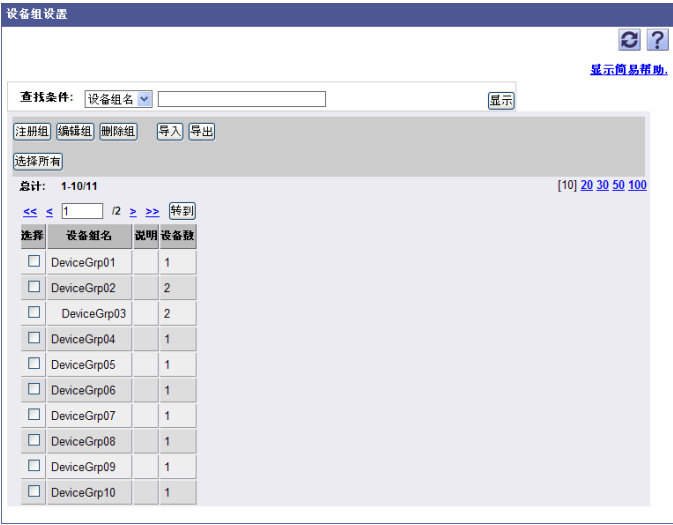 设备组设置
?
显示简易帮助.
查找条件: 设备组名 显示
注册组 编辑组 删除组 导入 导出
选择所有
总计: 1-10/11 [10] 20 30 50 100
<< < 1 /2 > >> 转到
选择 设备组名 说明 设备数
DeviceGrp01 1
DeviceGrp02 2
DeviceGrp03 2
DeviceGrp04 1
DeviceGrp05 1
DeviceGrp06 1
DeviceGrp07 1
DeviceGrp08 1
DeviceGrp09 1
DeviceGrp10 1